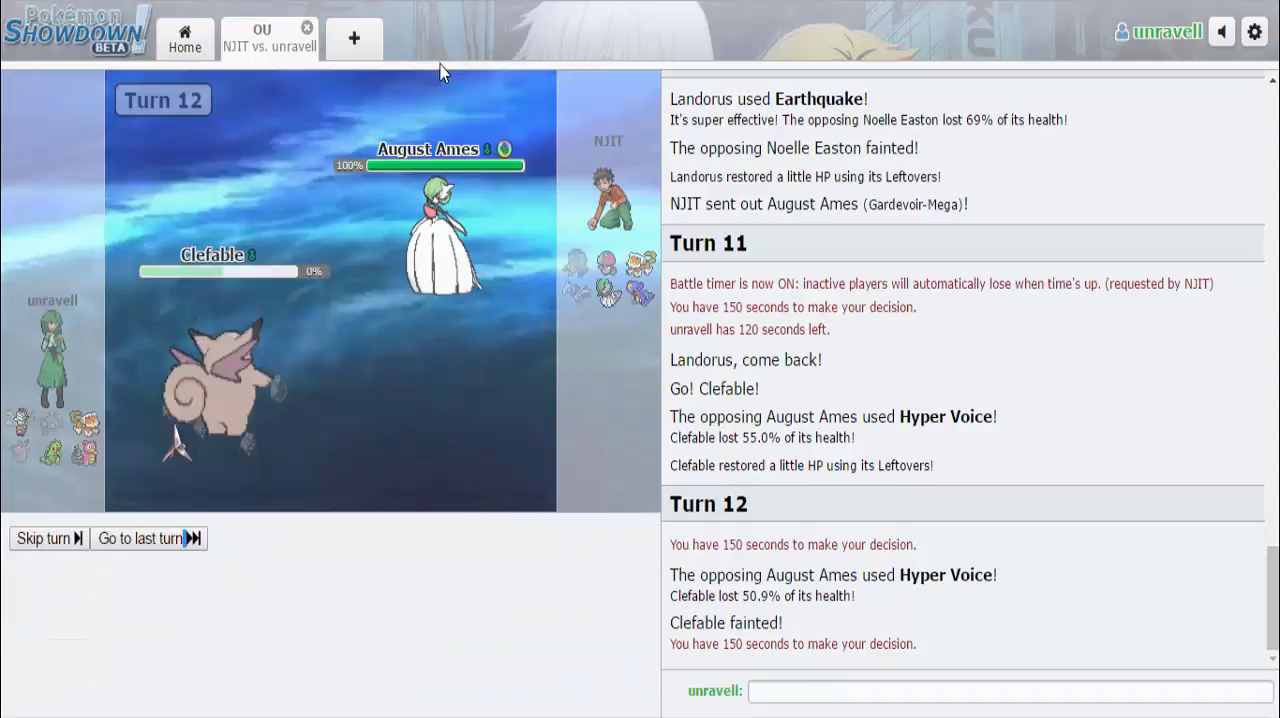 Pokémon
SHOWDOWN!
BETA
Home
OU
NJIT vs. unravell
+
unravell
Turn 12
August Ames
100%
NJIT
Clefable
0%
unravell
Skip turn
Go to last turn
Landorus used Earthquake!
It's super effective! The opposing Noelle Easton lost 69% of its health!
The opposing Noelle Easton fainted!
Landorus restored a little HP using its Leftovers!
NJIT sent out August Ames (Gardevoir-Mega)!
Turn 11
Battle timer is now ON: inactive players will automatically lose when time's up. (requested by NJIT)
You have 150 seconds to make your decision.
unravell has 120 seconds left.
Landorus, come back!
Go! Clefable!
The opposing August Ames used Hyper Voice!
Clefable lost 55.0% of its health!
Clefable restored a little HP using its Leftovers!
Turn 12
You have 150 seconds to make your decision.
The opposing August Ames used Hyper Voice!
Clefable lost 50.9% of its health!
Clefable fainted!
You have 150 seconds to make your decision.
unravell: